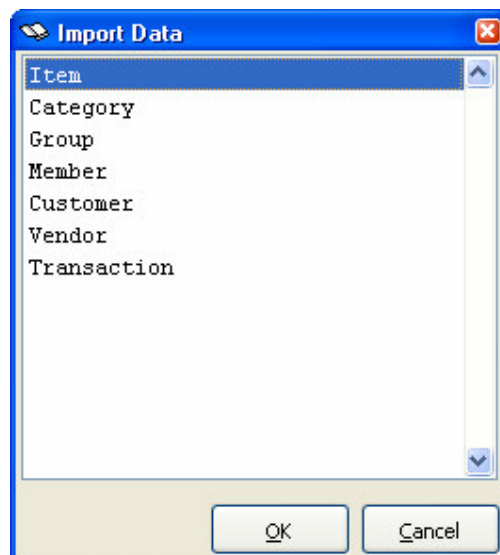 Import Data
Item
Category
Group
Member
Customer
Vendor
Transaction
OK Cancel